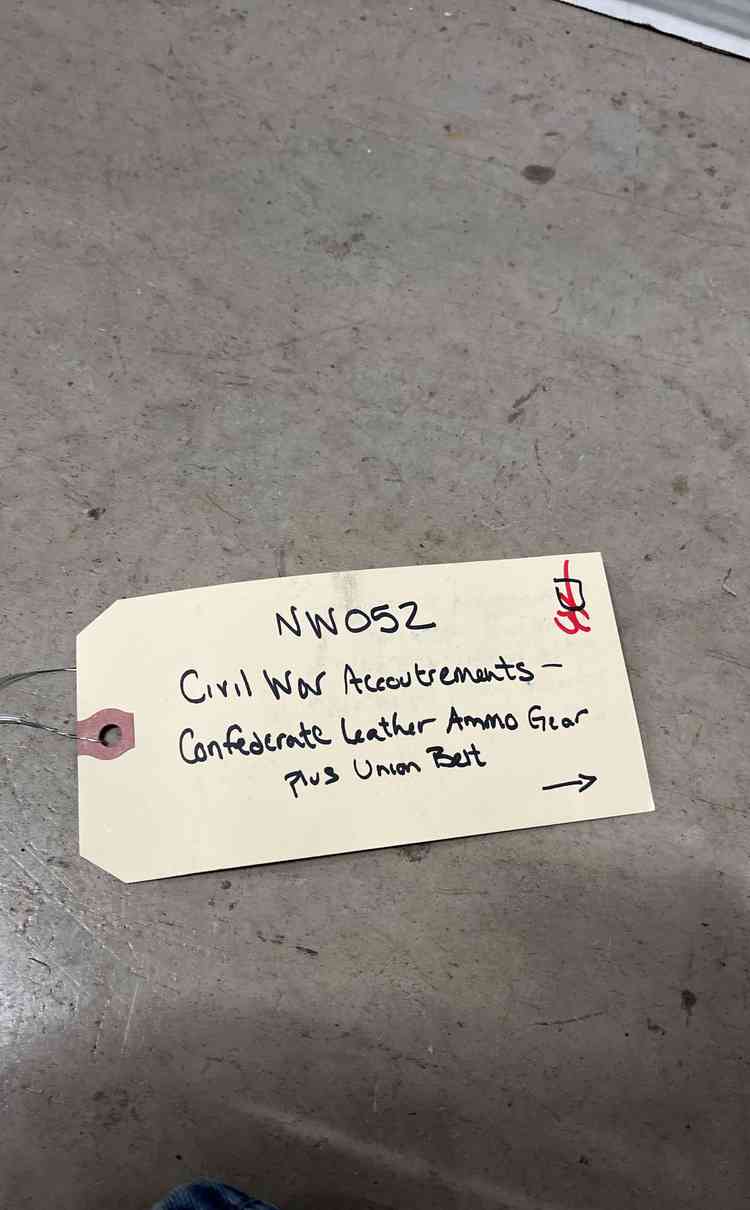 NW052
Civil War Accoutrements –
Confederate Leather Ammo Gear
plus Union Belt
→